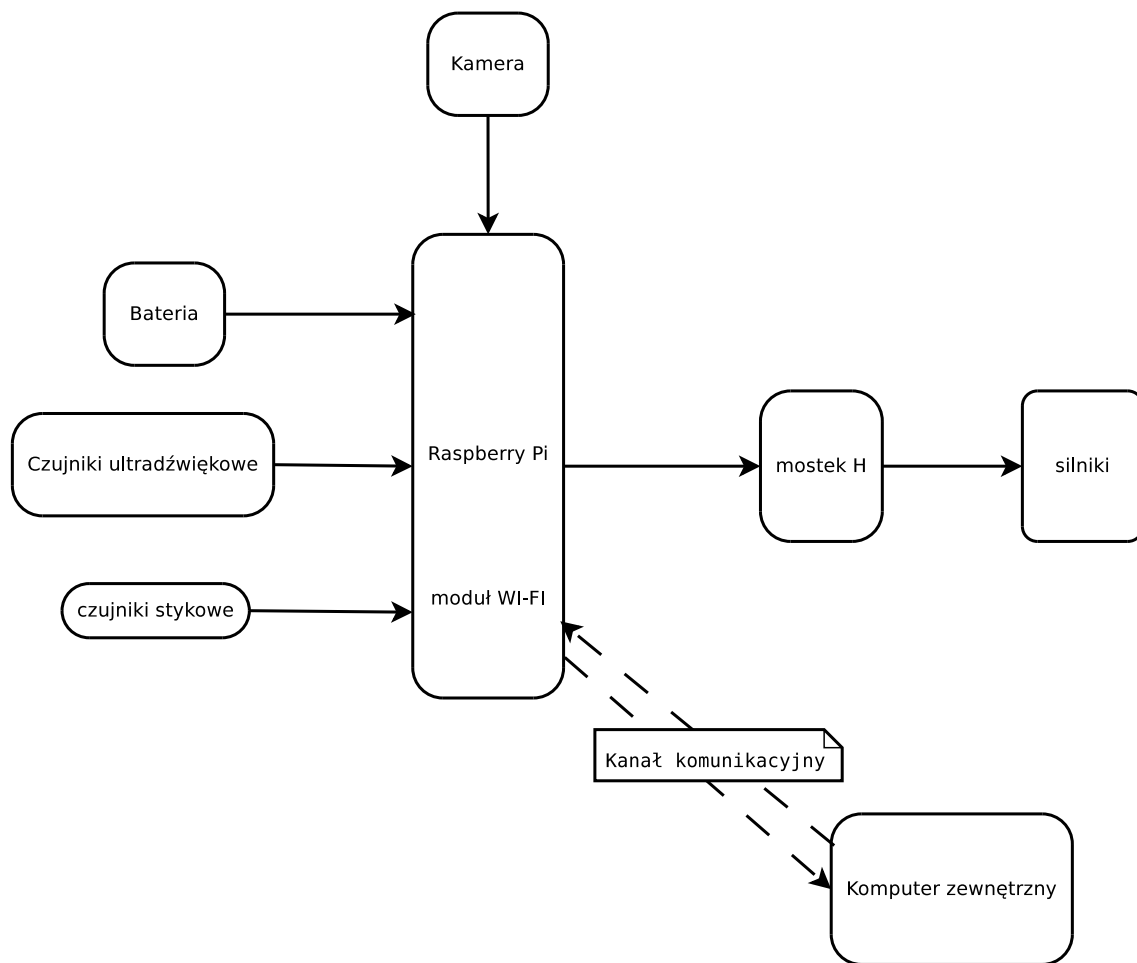 Kamera
Bateria
Czujniki ultradźwiękowe
Raspberry Pi
mostek H
silniki
czujniki stykowe
moduł WI-FI
Kanał komunikacyjny
Komputer zewnętrzny